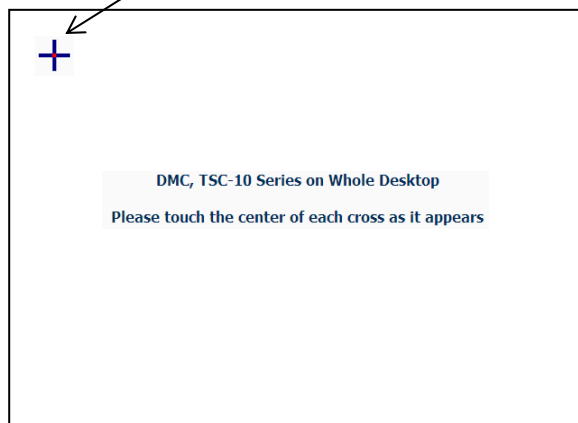 DMC, TSC-10 Series on Whole Desktop
Please touch the center of each cross as it appears